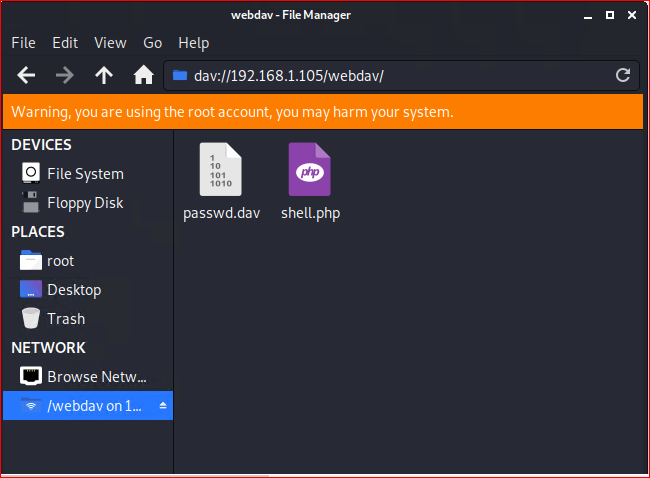 webdav - File Manager
File Edit View Go Help
dav://192.168.1.105/webdav/
Warning, you are using the root account, you may harm your system.
DEVICES
File System
Floppy Disk
PLACES
root
Desktop
Trash
NETWORK
Browse Netw...
/webdav on 1...
1
10
101
1010
passwd.dav
php
shell.php